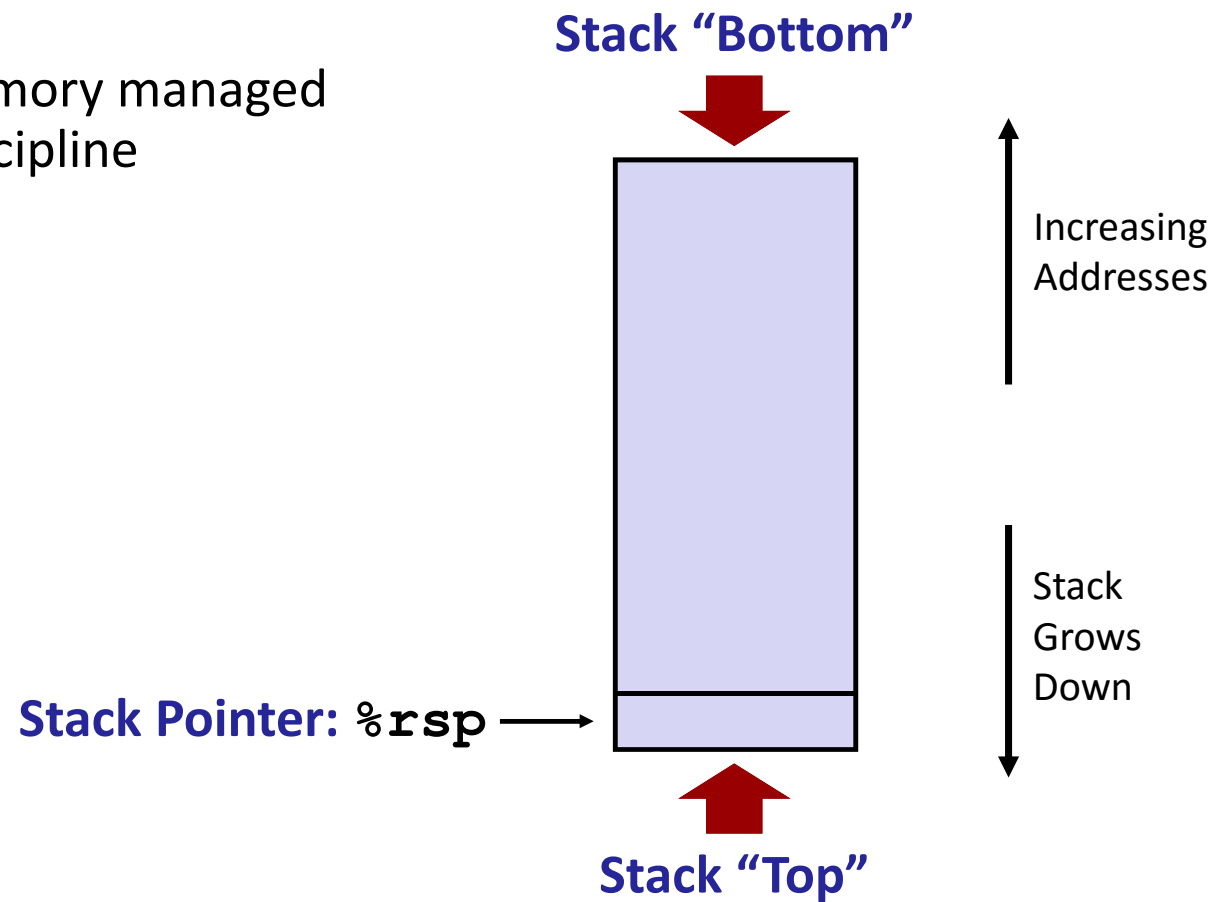 Stack “Bottom”
mory managed
cipline
Increasing
Addresses
Stack
Grows
Down
Stack Pointer: %rsp
Stack “Top”